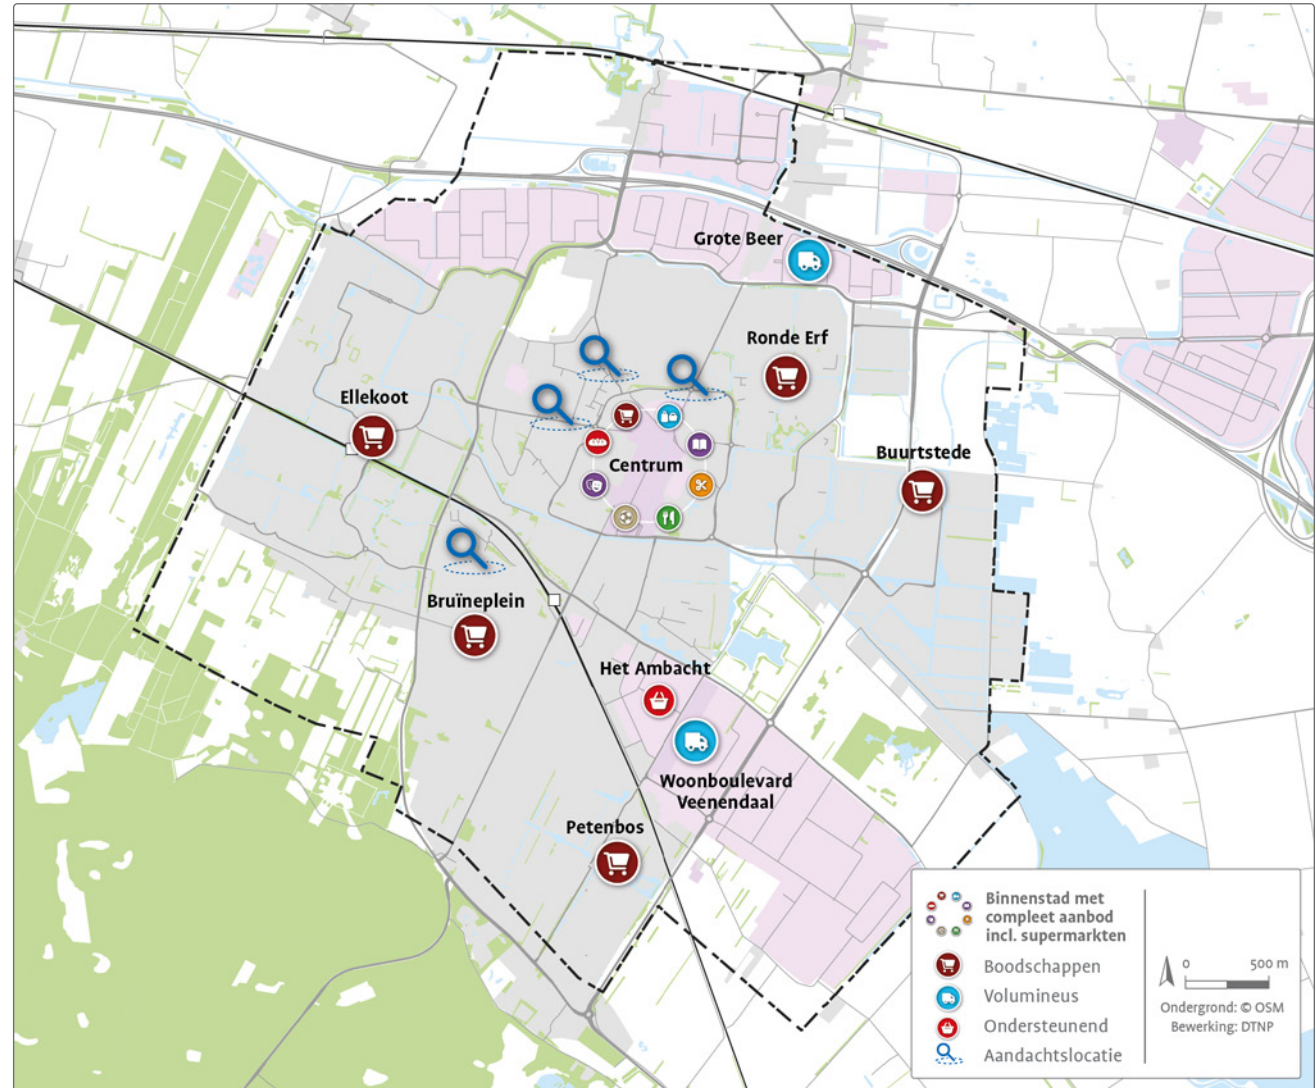 Grote Beer
Ronde Erf
Ellekoot
Buurtstede
Centrum
Bruïneplein
Het Ambacht
Woonboulevard
Veenendaal
Petenbos
Binnenstad met
compleet aanbod
incl. supermarkten
Boodschappen
Volumineus
Ondersteunend
Aandachtslocatie
0 500 m
Ondergrond: © OSM
Bewerking: DTNP